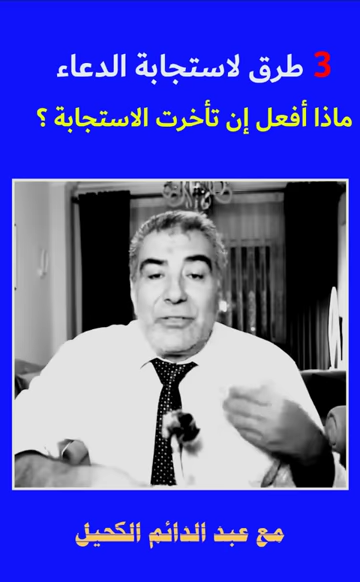 3 طرق لاستجابة الدعاء
ماذا أفعل إن تأخرت الاستجابة ؟
مع عبد الدائم الكحيل